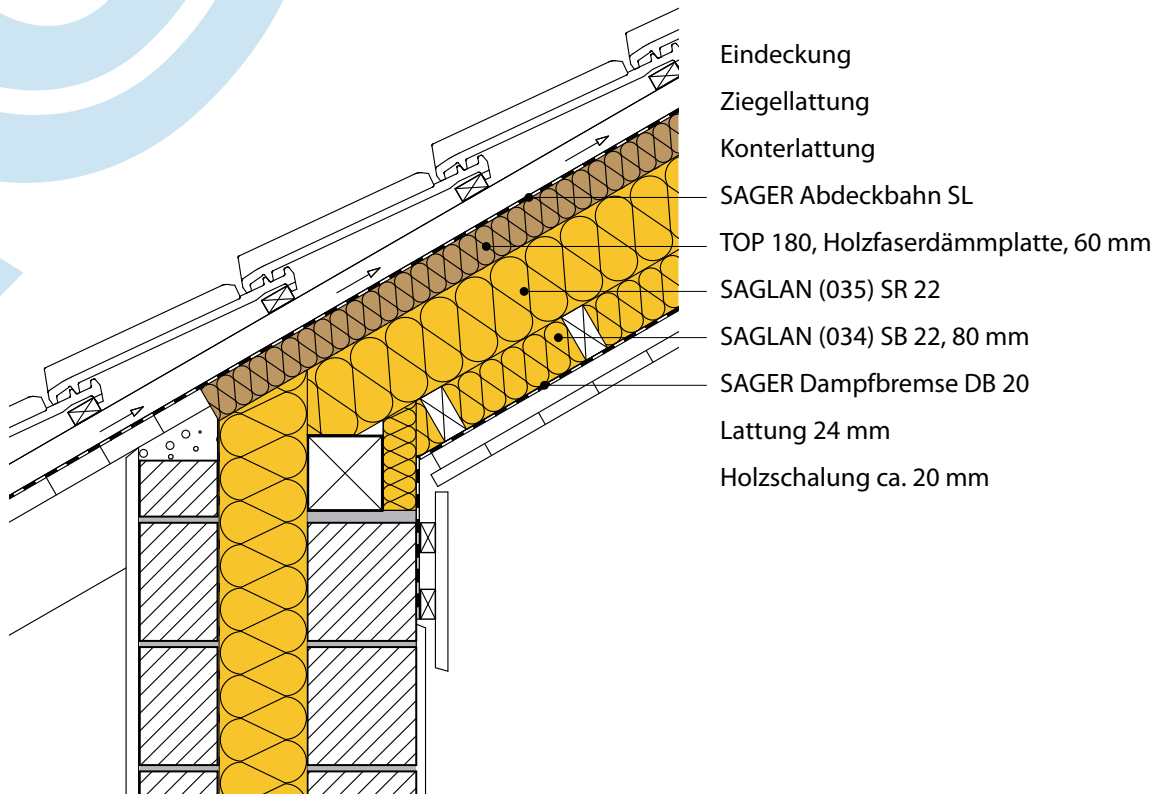 Eindeckung
Ziegellattung
Konterlattung
SAGER Abdeckbahn SL
TOP 180, Holzfaserdämmplatte, 60 mm
SAGLAN (035) SR 22
SAGLAN (034) SB 22, 80 mm
SAGER Dampfbremse DB 20
Lattung 24 mm
Holzschalung ca. 20 mm